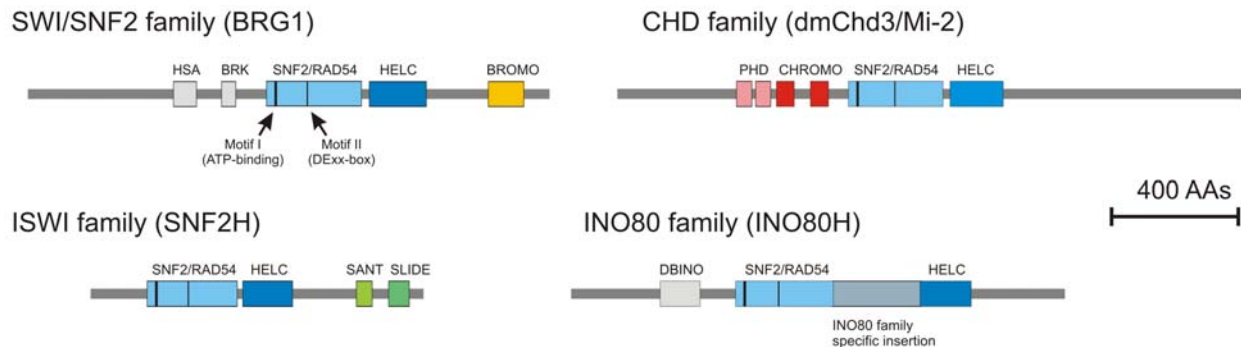 SWI/SNF2 family (BRG1)
HSA BRK SNF2/RAD54 HELC BROMO
Motif I
(ATP-binding)
Motif II
(DExx-box)
CHD family (dmChd3/Mi-2)
PHD CHROMO SNF2/RAD54 HELC
400 AAs
ISWI family (SNF2H)
SNF2/RAD54 HELC SANT SLIDE
INO80 family (INO80H)
DBINO SNF2/RAD54 HELC
INO80 family
specific insertion